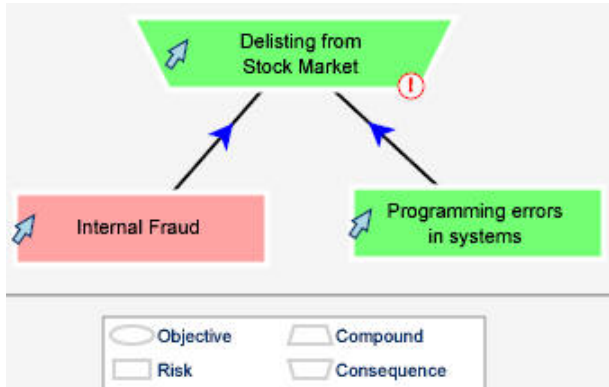 Delisting from
Stock Market
!
Internal Fraud
Programming errors
in systems
Objective
Compound
Risk
Consequence